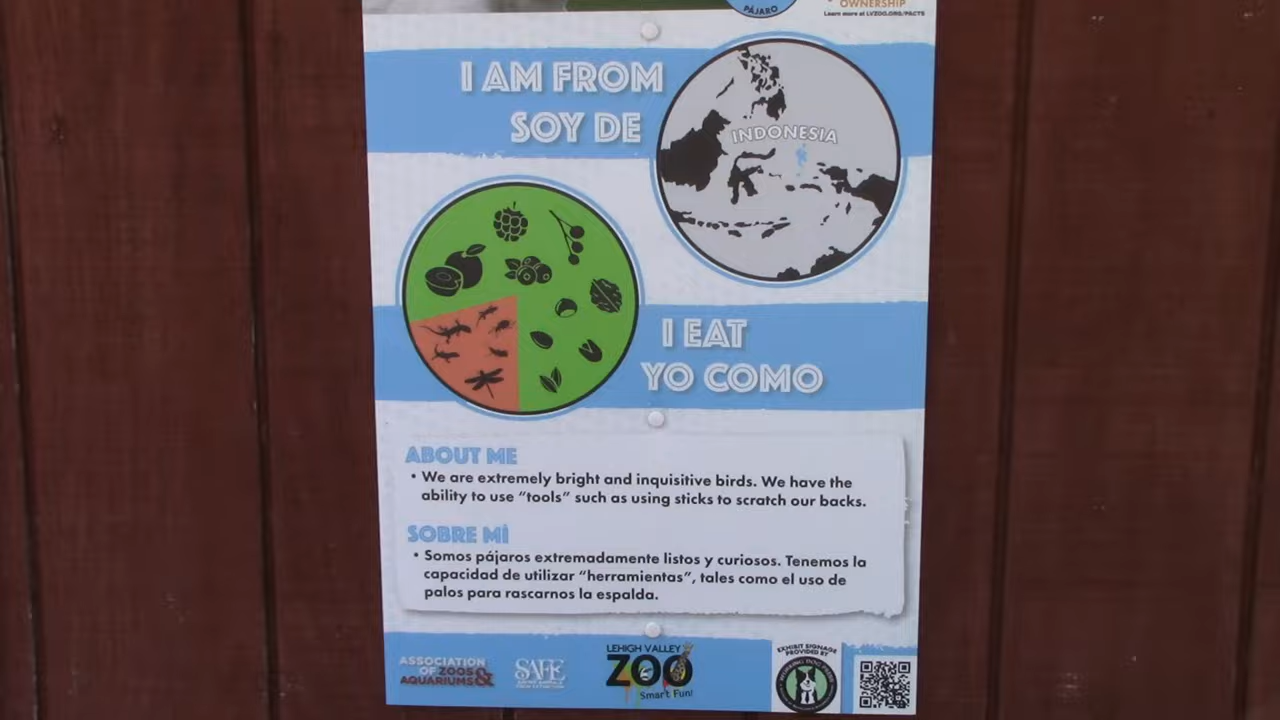 PÁJARO
OWNERSHIP
Learn more at LVZOO.ORG/PACTS
I AM FROM
SOY DE
INDONESIA
I EAT
YO COMO
ABOUT ME
• We are extremely bright and inquisitive birds. We have the
ability to use “tools” such as using sticks to scratch our backs.
SOBRE MÍ
• Somos pájaros extremadamente listos y curiosos. Tenemos la
capacidad de utilizar “herramientas”, tales como el uso de
palos para rascarnos la espalda.
ASSOCIATION
OF ZOOS
AQUARIUMS &
SAFE
LEHIGH VALLEY
ZOO
Smart Fun!
EXHIBIT SIGNAGE
PROVIDED BY